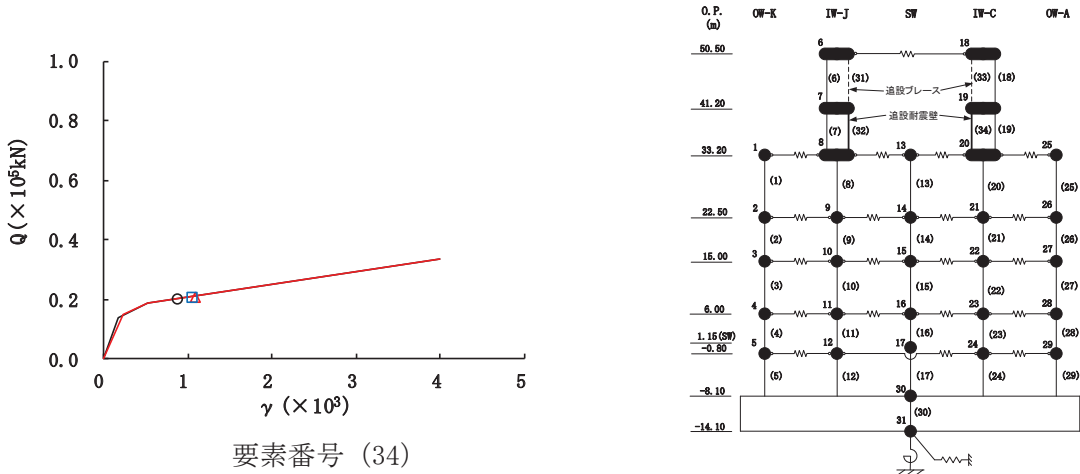 Q(×10⁵kN)
1.0
0.8
0.6
0.4
0.2
0.0
0 1 2 3 4 5
γ (×10³)
要素番号 (34)
O.P. OW-K IW-J SW IW-C OW-A
(m)
50.50 6 18
(6) (31) (33) (18)
追設ブレース
41.20 7 19
追設耐震壁
(7) (32) (34) (19)
33.20 1 8 13 20 25
(1) (8) (13) (20) (25)
22.50 2 9 14 21 26
(2) (9) (14) (21) (26)
15.00 3 10 15 22 27
(3) (10) (15) (22) (27)
6.00 4 11 16 23 28
(4) (11) (16) (23) (28)
1.15(SW) 17
-0.80 5 12 24 29
(5) (12) (17) (24) (29)
-8.10 30
(30)
-14.10 31